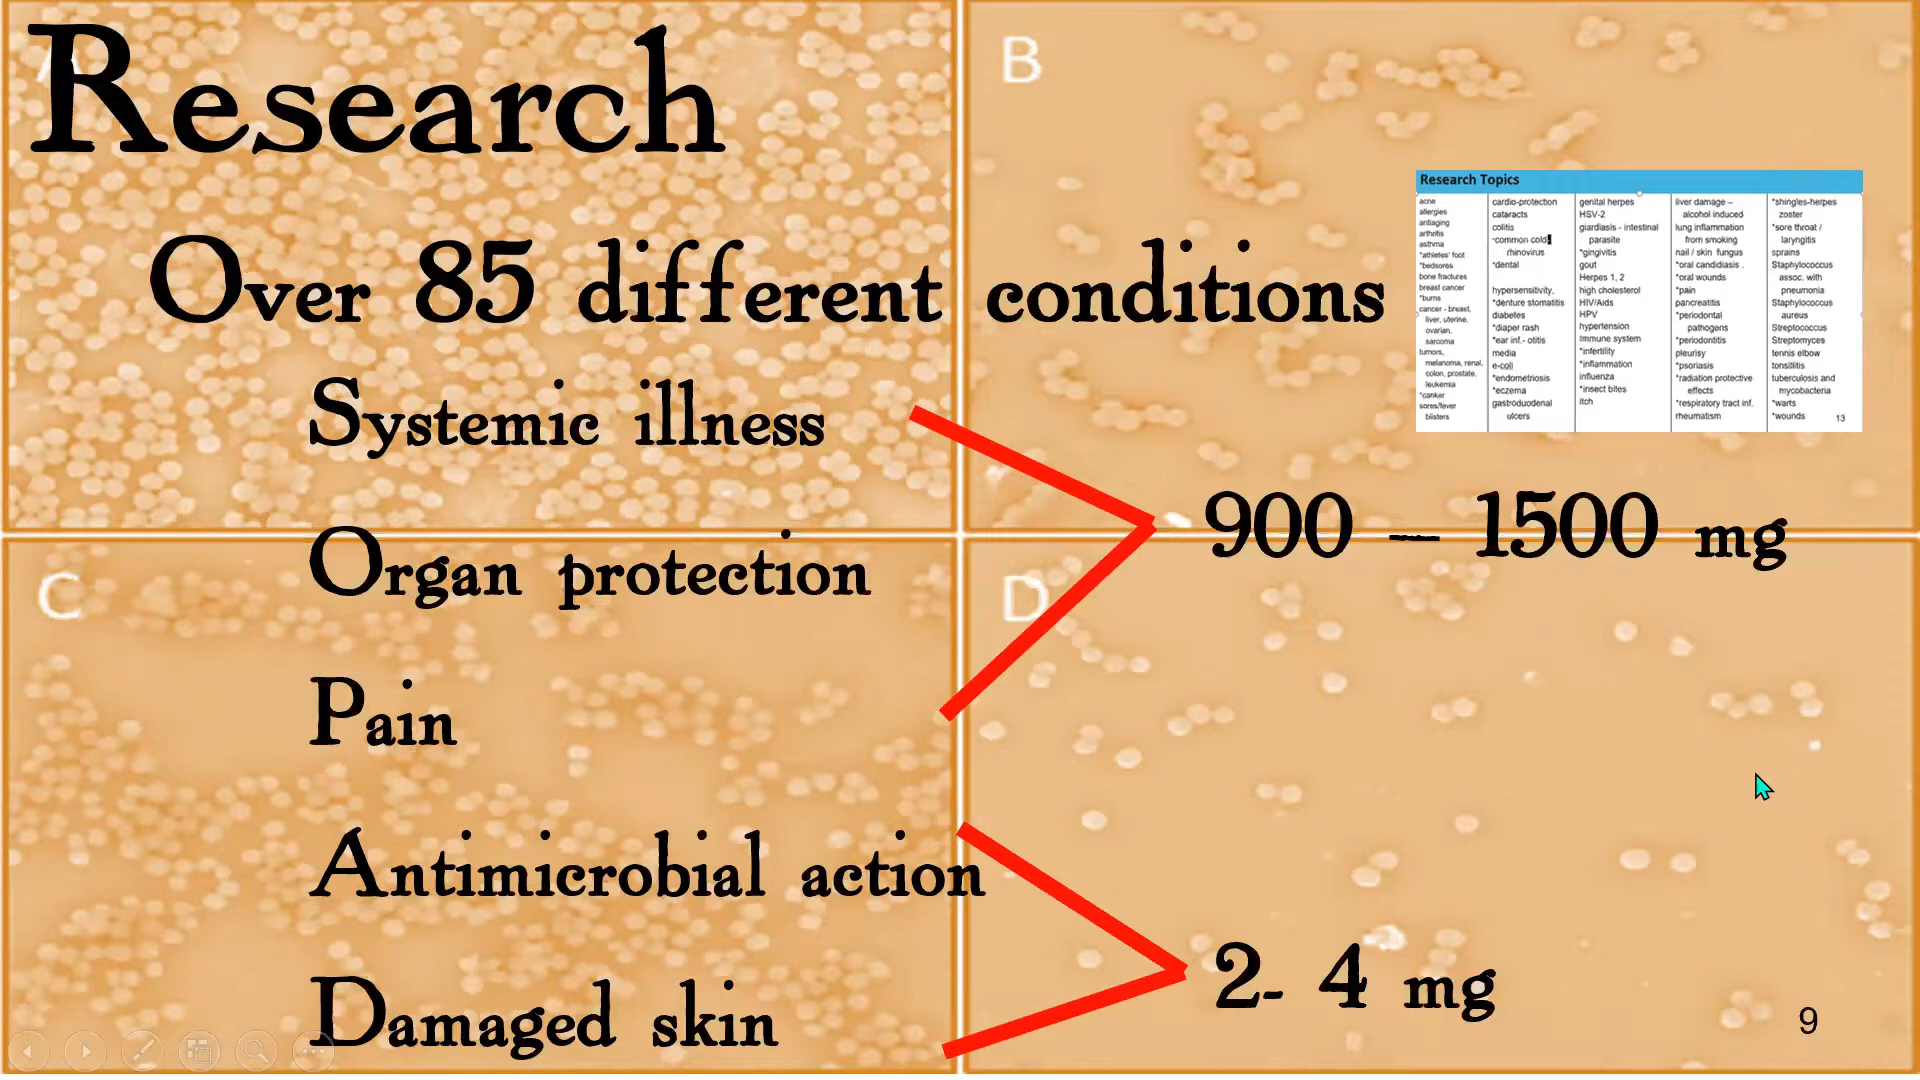 Research
Over 85 different conditions
Systemic illness
Organ protection
Pain
Antimicrobial action
Damaged skin
900 – 1500 mg
2- 4 mg
B
C
D
Research Topics
acne
allergies
antiaging
arthritis
asthma
*athletes' foot
*bedsores
bone fractures
breast cancer
*burns
cancer - breast,
liver, uterine,
ovarian,
sarcoma
tumors,
melanoma, renal,
colon, prostate,
leukemia
*canker
sores/fever
blisters
cardio-protection
cataracts
colitis
*common cold
rhinovirus
*dental
hypersensitivity,
*denture stomatitis
diabetes
*diaper rash
*ear inf.- otitis
media
e-coli
*endometriosis
*eczema
gastroduodenal
ulcers
genital herpes
HSV-2
giardiasis - intestinal
parasite
*gingivitis
gout
Herpes 1, 2
high cholesterol
HIV/Aids
HPV
hypertension
Immune system
*infertility
*inflammation
influenza
*insect bites
itch
liver damage –
alcohol induced
lung inflammation
from smoking
nail / skin fungus
*oral candidiasis .
*oral wounds
*pain
pancreatitis
*periodontal
pathogens
*periodontitis
pleurisy
*psoriasis
*radiation protective
effects
*respiratory tract inf.
rheumatism
*shingles-herpes
zoster
*sore throat /
laryngitis
sprains
Staphylococcus
assoc. with
pneumonia
Staphylococcus
aureus
Streptococcus
Streptomyces
tennis elbow
tonsillitis
tuberculosis and
mycobacteria
*warts
*wounds
13
9